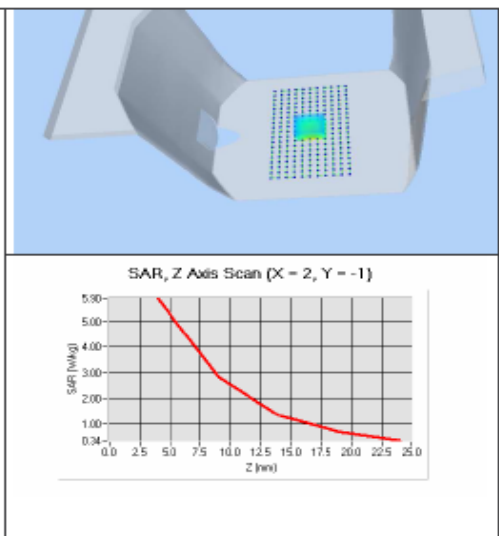 SAR, Z Axis Scan (X = 2, Y = -1)
5.90
5.00
4.00
3.00
2.00
1.00
0.34
SAR (W/kg)
0.0 2.5 5.0 7.5 10.0 12.5 15.0 17.5 20.0 22.5 25.0
Z (mm)